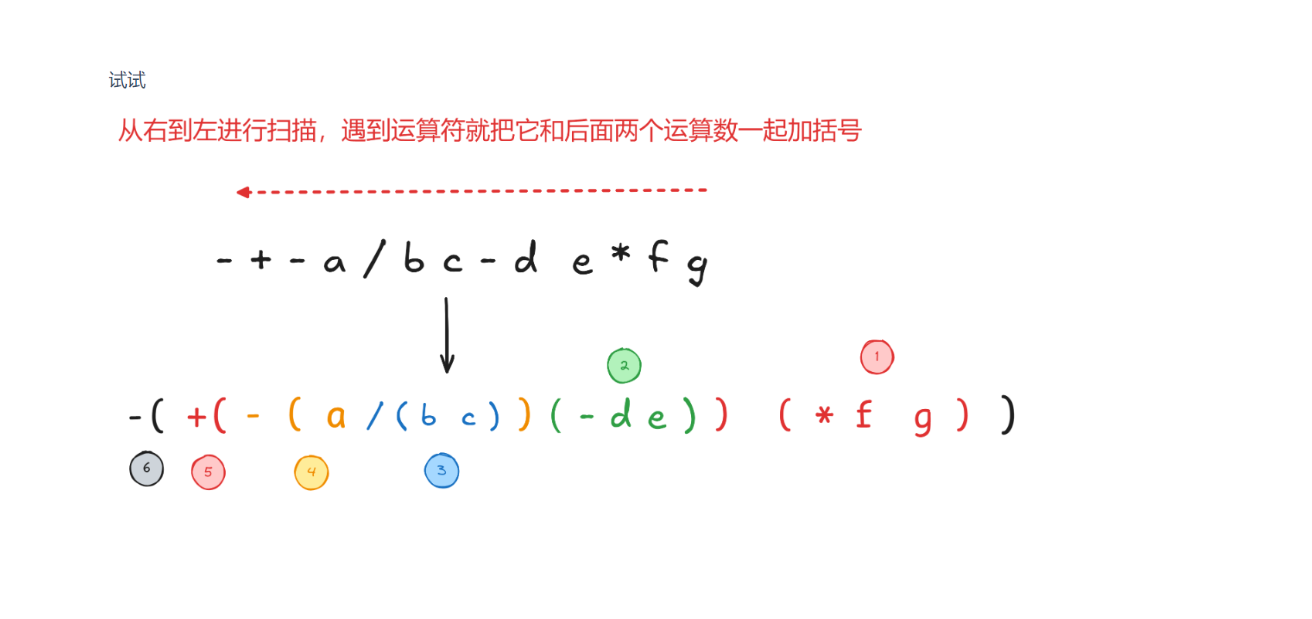 试试
从右到左进行扫描，遇到运算符就把它和后面两个运算数一起加括号
- + - a / b c - d e * f g
2 1
- ( + ( - ( a / ( b c ) ) ( - d e ) ) ( * f g ) )
6 5 4 3